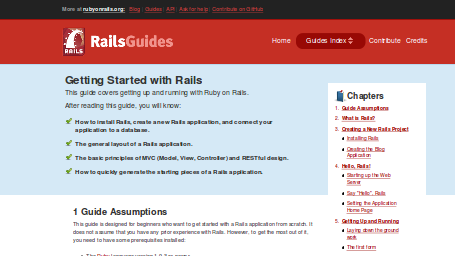 More at rubyonrails.org: Blog Guides API Ask for help Contribute on GitHub
RAILS
RailsGuides
Home Guides Index Contribute Credits
Getting Started with Rails
This guide covers getting up and running with Ruby on Rails.
After reading this guide, you will know:
How to install Rails, create a new Rails application, and connect your
application to a database.
The general layout of a Rails application.
The basic principles of MVC (Model, View, Controller) and RESTful design.
How to quickly generate the starting pieces of a Rails application.
Chapters
1. Guide Assumptions
2. What is Rails?
3. Creating a New Rails Project
Installing Rails
Creating the Blog
Application
4. Hello, Rails!
Starting up the Web
Server
Say "Hello", Rails
Setting the Application
Home Page
5. Getting Up and Running
Laying down the ground
work
The first form
1 Guide Assumptions
This guide is designed for beginners who want to get started with a Rails application from scratch. It
does not assume that you have any prior experience with Rails. However, to get the most out of it,
you need to have some prerequisites installed: